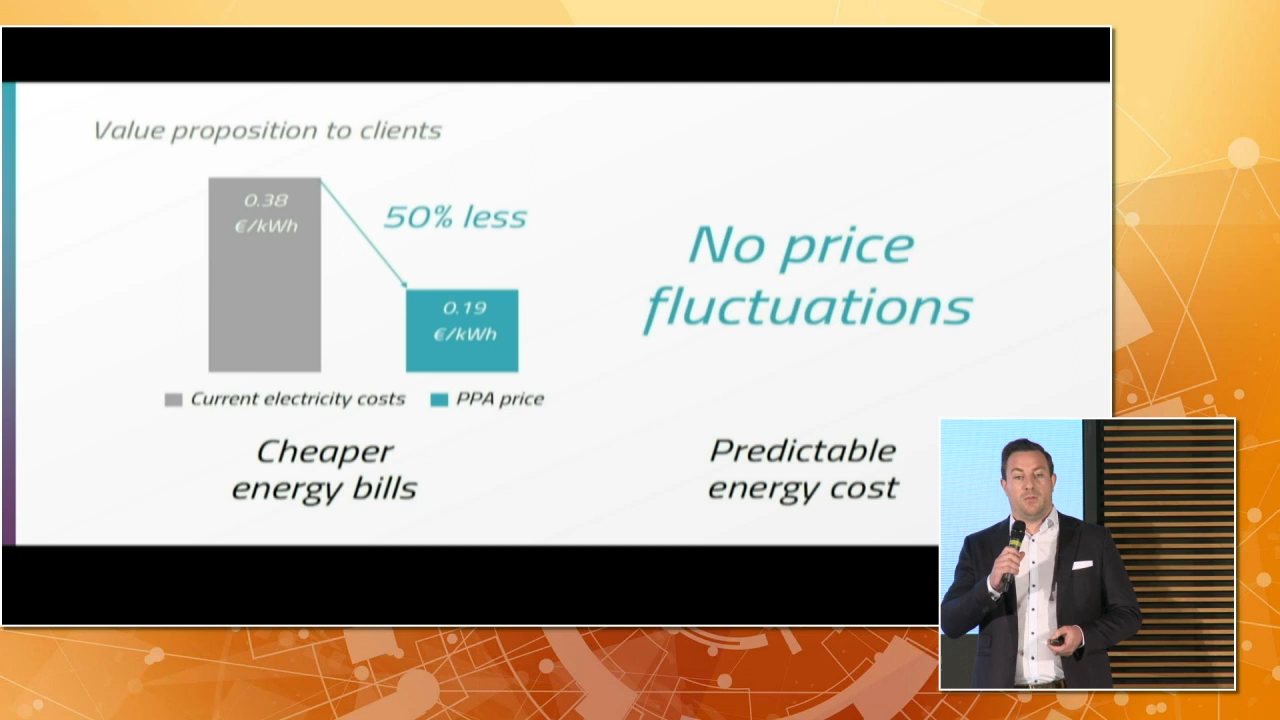 Value proposition to clients
0.38
€/kWh
50% less
0.19
€/kWh
Current electricity costs
PPA price
Cheaper
energy bills
No price
fluctuations
Predictable
energy cost